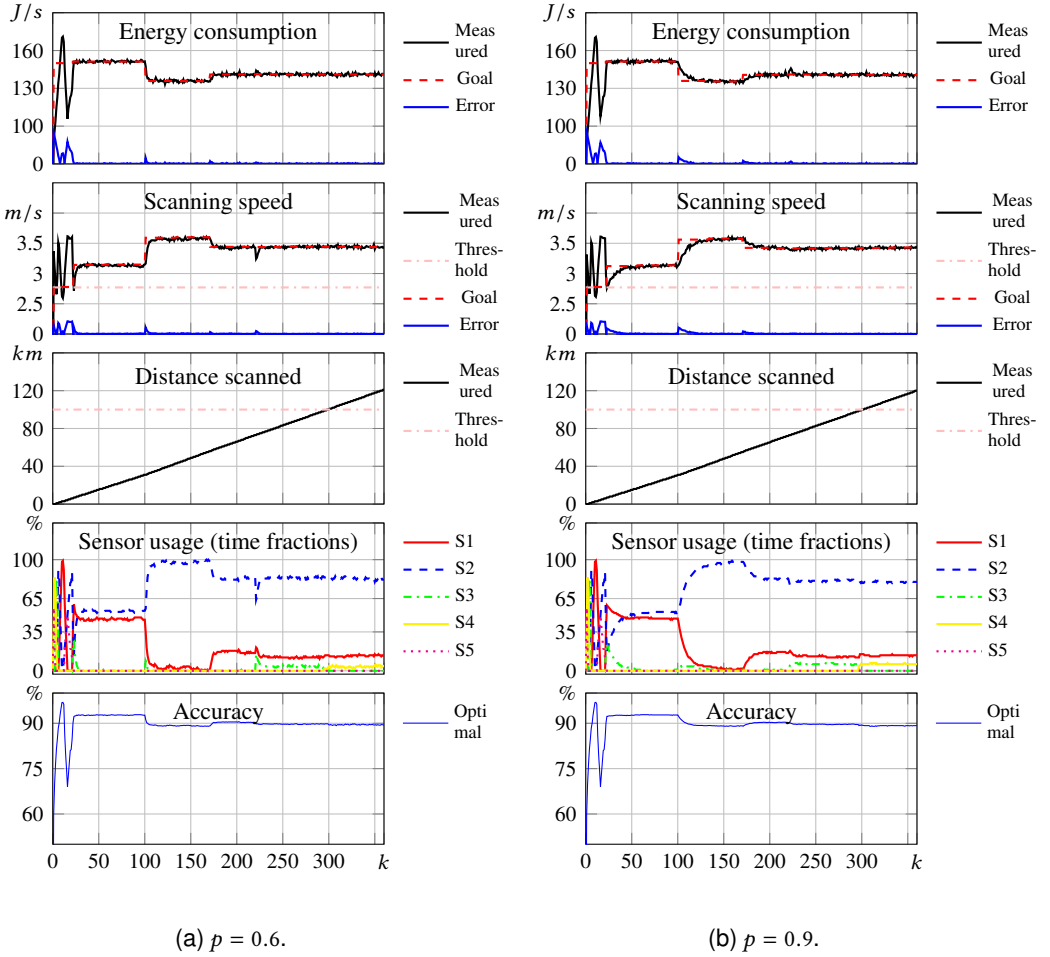 J/s
Energy consumption
160
130
100
0
Meas
ured
Goal
Error
m/s
Scanning speed
3.5
3
2.5
0
Meas
ured
Thres-
hold
Goal
Error
km
Distance scanned
120
80
40
0
Meas
ured
Thres-
hold
%
Sensor usage (time fractions)
100
65
35
0
S1
S2
S3
S4
S5
%
Accuracy
90
75
60
Opti
mal
0 50 100 150 200 250 300 k
(a) p = 0.6.
J/s
Energy consumption
160
130
100
0
Meas
ured
Goal
Error
m/s
Scanning speed
3.5
3
2.5
0
Meas
ured
Thres-
hold
Goal
Error
km
Distance scanned
120
80
40
0
Meas
ured
Thres-
hold
%
Sensor usage (time fractions)
100
65
35
0
S1
S2
S3
S4
S5
%
Accuracy
90
75
60
Opti
mal
0 50 100 150 200 250 300 k
(b) p = 0.9.